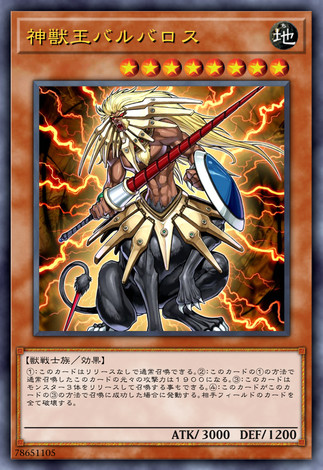 神獣王バルバロス
地
【獣戦士族／効果】
①:このカードはリリースなしで通常召喚できる。②:このカードの①の方法で
通常召喚したこのカードの元々の攻撃力は１９００になる。③:このカードは
モンスター３体をリリースして召喚する事もできる。④:このカードがこのカ
ードの③の方法で召喚に成功した場合に発動する。相手フィールドのカードを
全て破壊する。
ATK/ 3000 DEF/1200
78651105